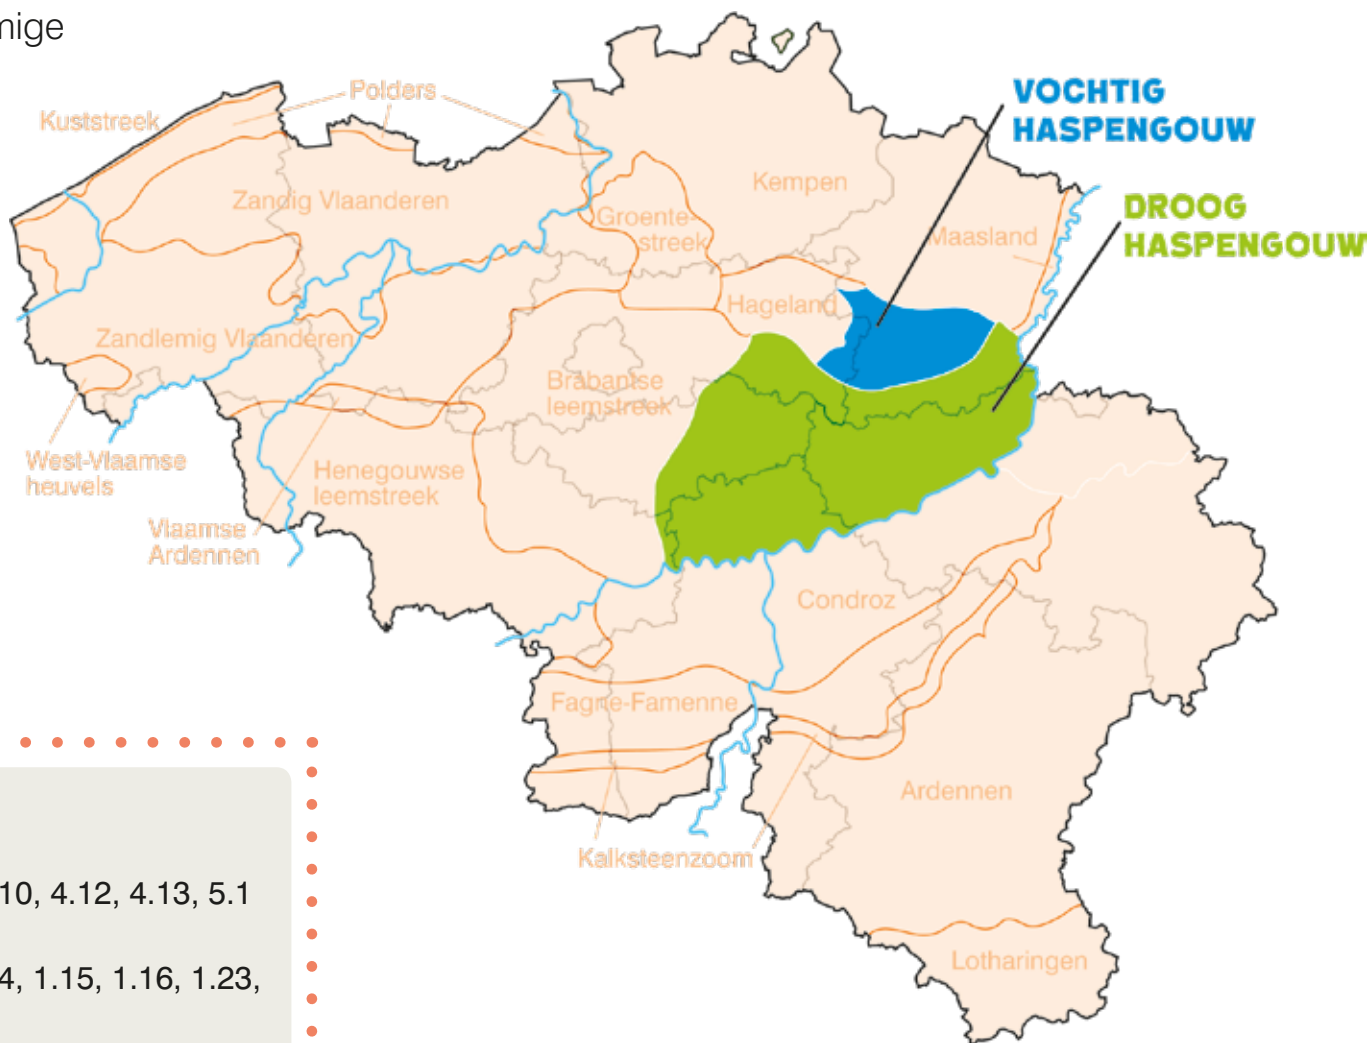 mige
Polders
Kuststreek
VOCHTIG
HASPENGOUW
Zandig Vlaanderen
Kempen
Groente-
streek
DROOG
HASPENGOUW
Maasland
Hageland
Zandlemig Vlaanderen
Brabantse
leemstreek
West-Vlaamse
heuvels
Henegouwse
leemstreek
Vlaamse
Ardennen
Condroz
Fagne-Famenne
Ardennen
Kalksteenzoom
10, 4.12, 4.13, 5.1
4, 1.15, 1.16, 1.23,
Lotharingen